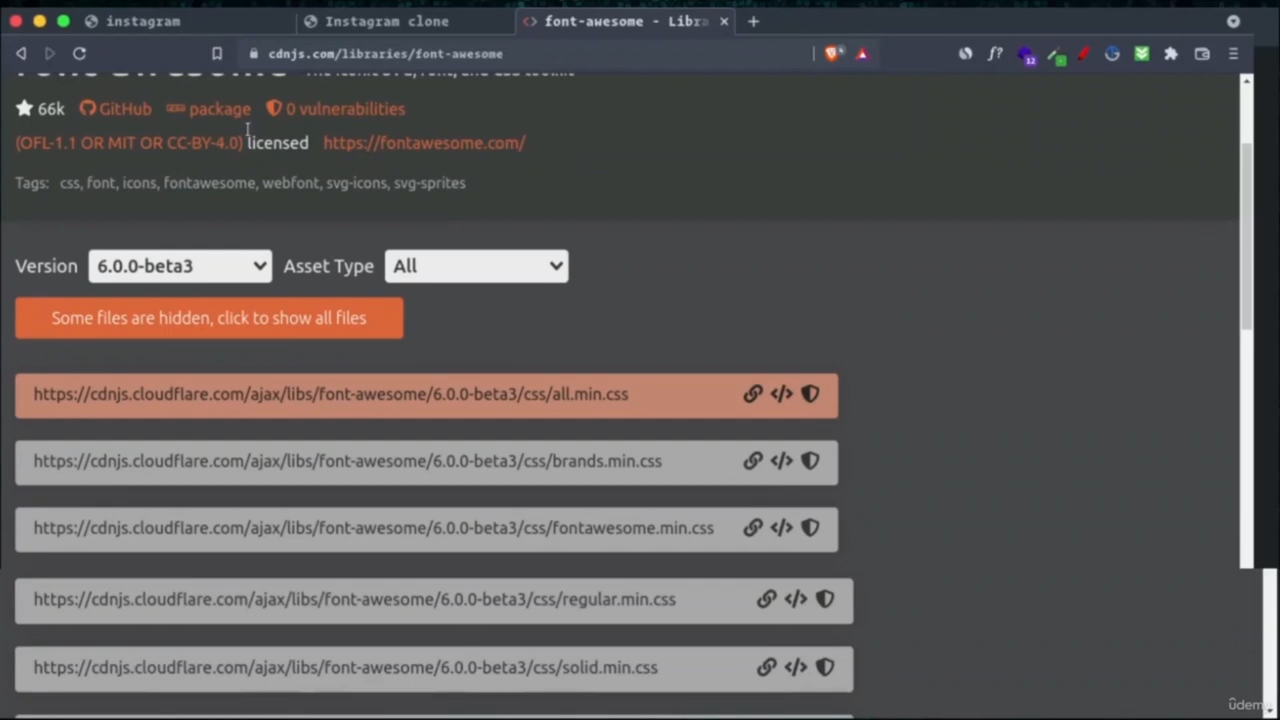 instagram
Instagram clone
<> font-awesome - Libra
cdnjs.com/libraries/font-awesome
12
66k GitHub package 0 vulnerabilities
(OFL-1.1 OR MIT OR CC-BY-4.0) licensed https://fontawesome.com/
Tags: css, font, icons, fontawesome, webfont, svg-icons, svg-sprites
Version 6.0.0-beta3 Asset Type All
Some files are hidden, click to show all files
https://cdnjs.cloudflare.com/ajax/libs/font-awesome/6.0.0-beta3/css/all.min.css
https://cdnjs.cloudflare.com/ajax/libs/font-awesome/6.0.0-beta3/css/brands.min.css
https://cdnjs.cloudflare.com/ajax/libs/font-awesome/6.0.0-beta3/css/fontawesome.min.css
https://cdnjs.cloudflare.com/ajax/libs/font-awesome/6.0.0-beta3/css/regular.min.css
https://cdnjs.cloudflare.com/ajax/libs/font-awesome/6.0.0-beta3/css/solid.min.css
ûdemy